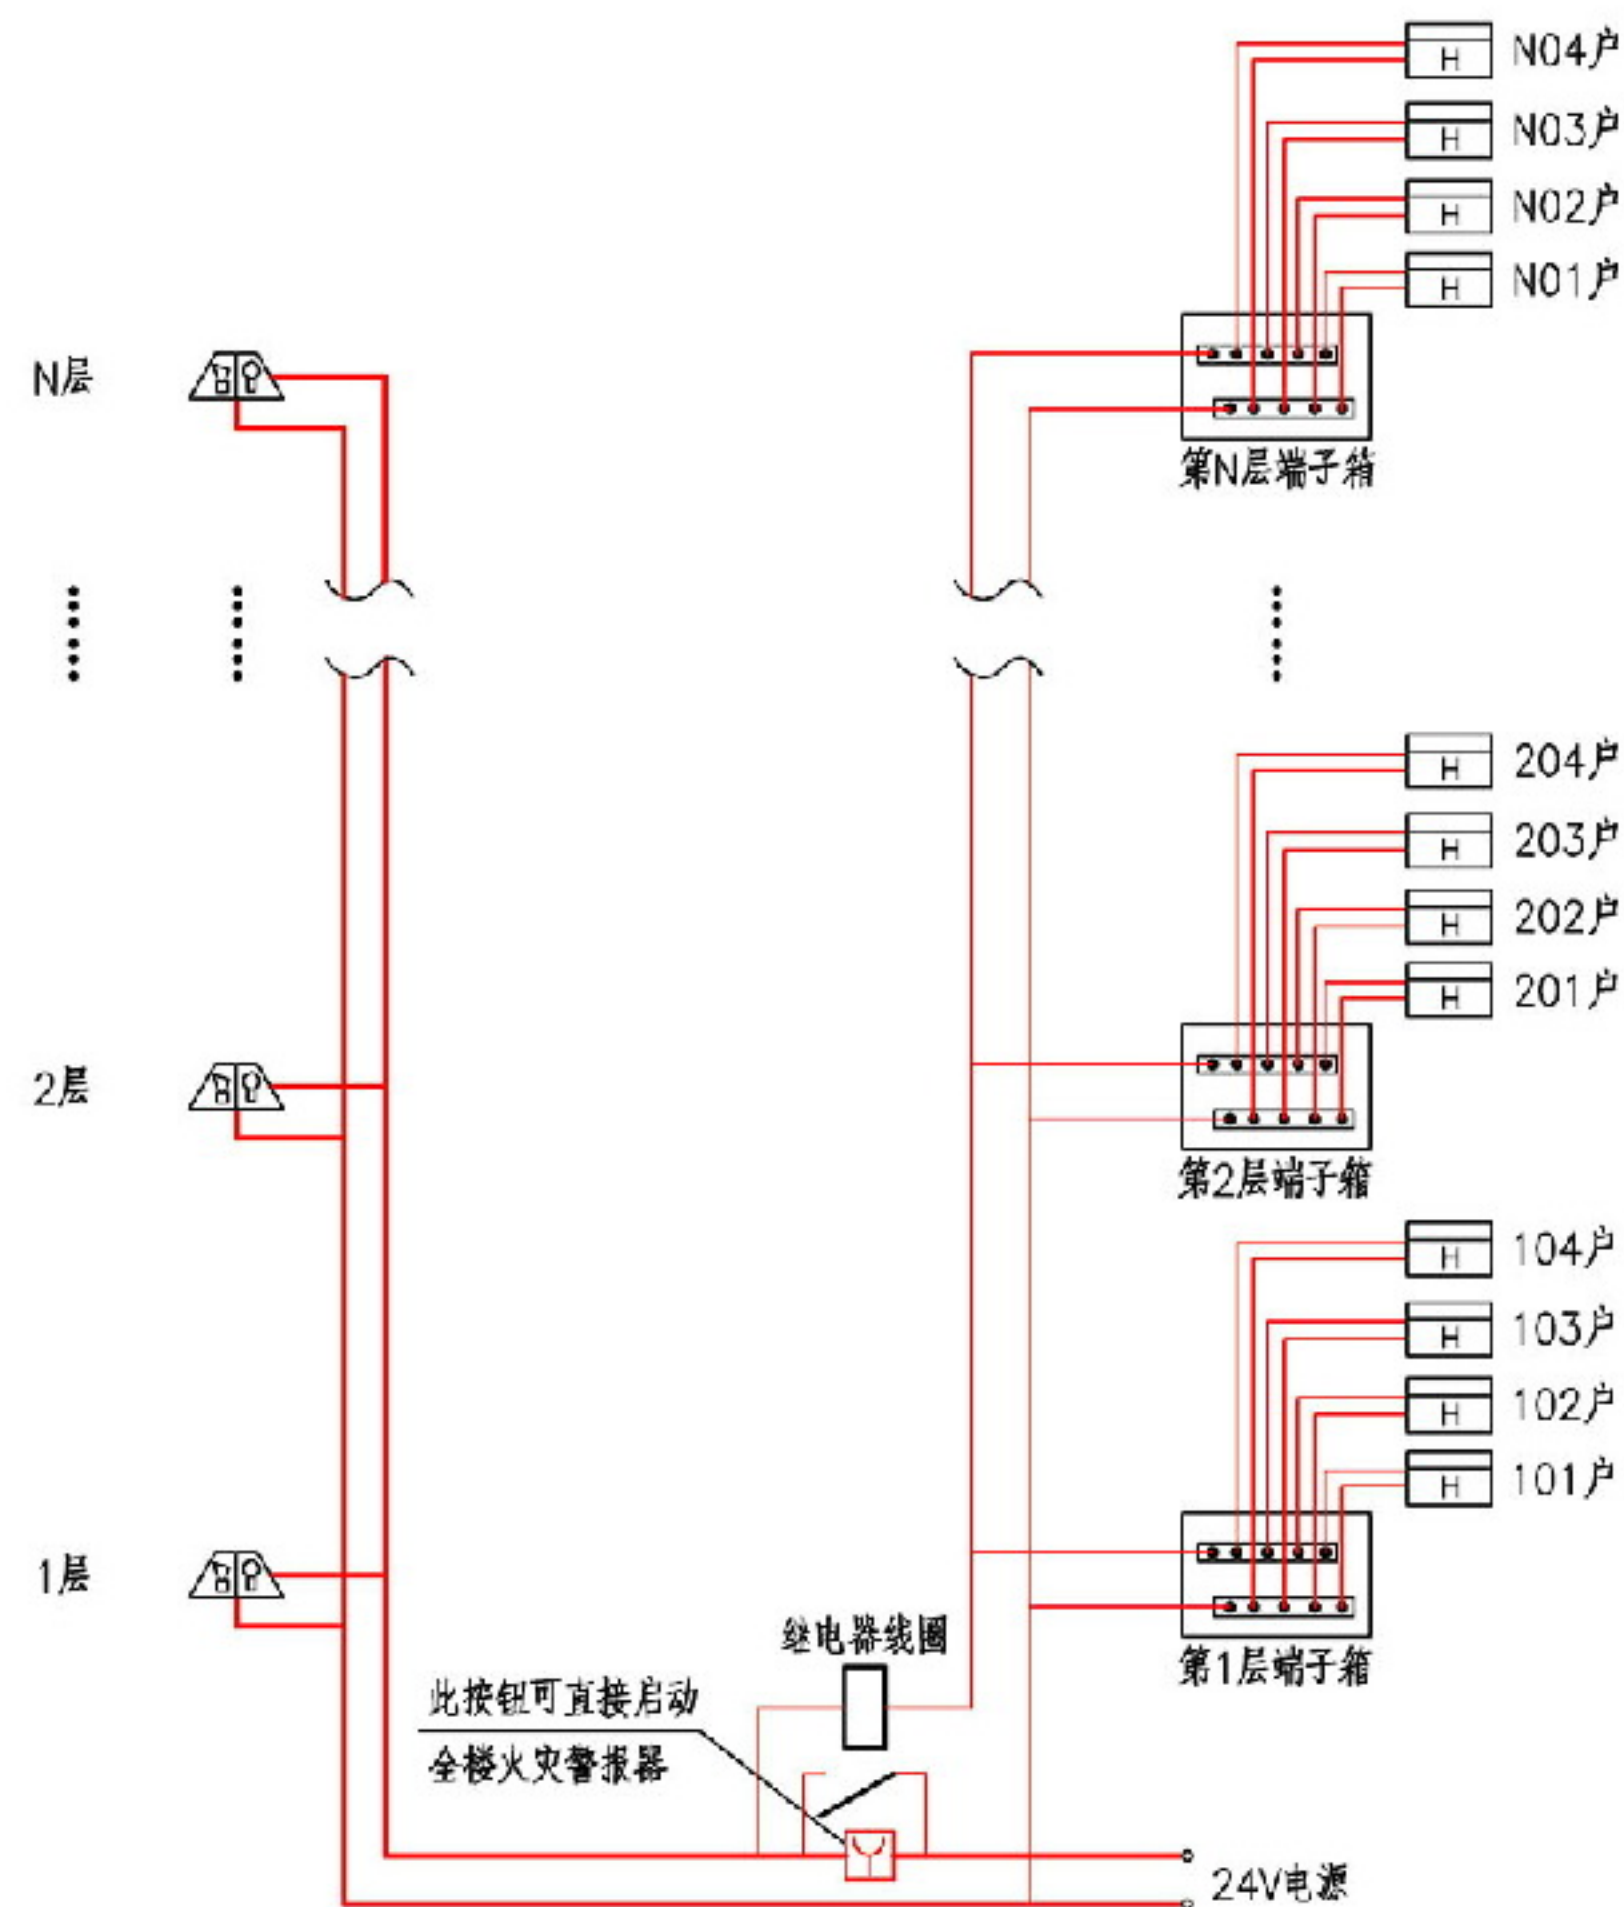 H N04户
H N03户
H N02户
H N01户
N层
第N层端子箱
H 204户
H 203户
H 202户
H 201户
2层
第2层端子箱
H 104户
H 103户
H 102户
H 101户
1层
第1层端子箱
继电器线圈
此按钮可直接启动
全楼火灾警报器
24V电源